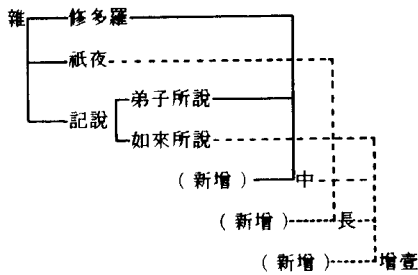 雜 修多羅
祇夜
弟子所說
記說
如來所說
（新增） 中
（新增） 長
（新增） 增壹